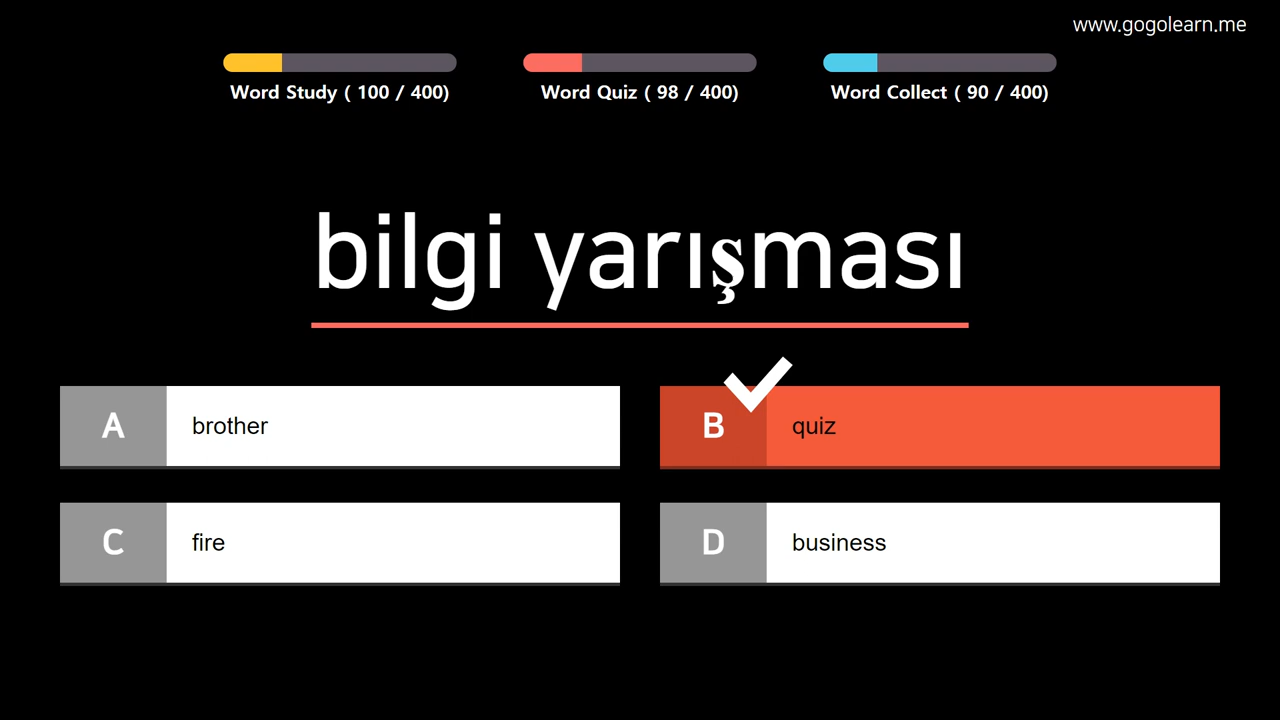 www.gogolearn.me
Word Study ( 100 / 400)
Word Quiz ( 98 / 400)
Word Collect ( 90 / 400)
bilgi yarışması
A brother
B quiz
C fire
D business